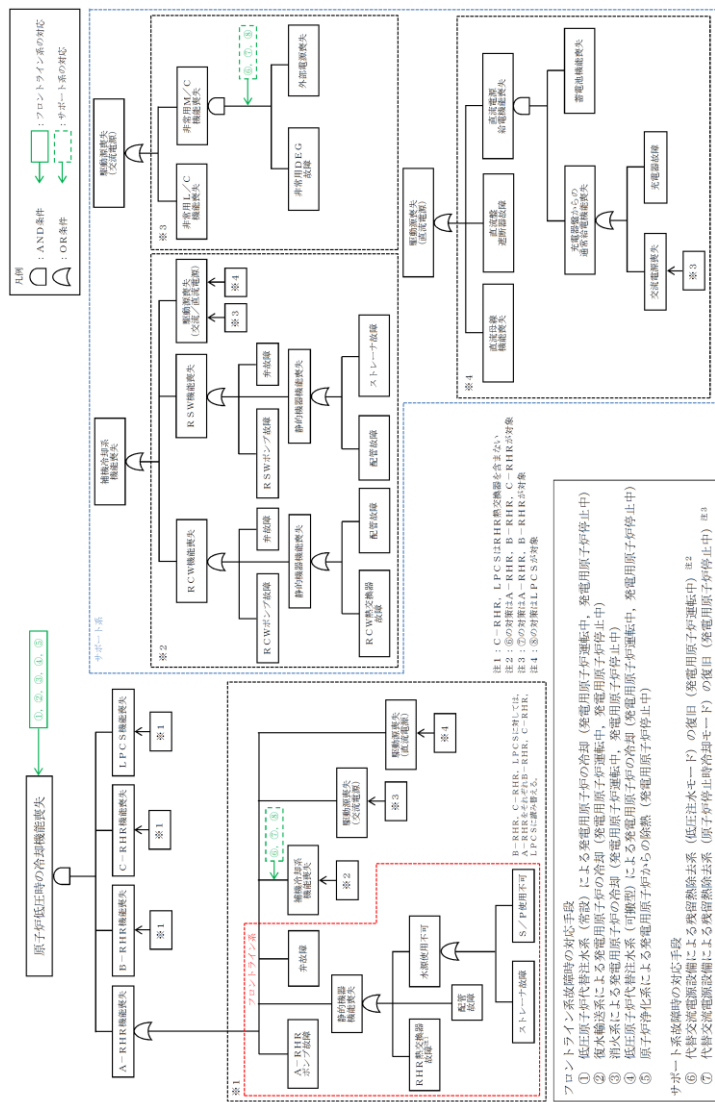 凡例
：AND条件
：OR条件
：フロントライン系の対応
：サポート系の対応
原子炉低圧時の冷却機能喪失
①，②，③，④，⑤
A－RHR機能喪失
B－RHR機能喪失
C－RHR機能喪失
LPCS機能喪失
※1
※1
※1
※1
フロントライン系
A－RHR
ポンプ故障
弁故障
静的機器
機能喪失
RHR熱交換器
故障注1
配管
故障
水源使用不可
ストレーナ故障
S／P使用不可
補機冷却系
機能喪失
※2
⑥，⑦，⑧
駆動源喪失
（交流電源）
※3
駆動源喪失
（直流電源）
※4
B－RHR，C－RHR，LPCSに対しては，
A－RHRをそれぞれB－RHR，C－RHR，
LPCSに読み替える。
サポート系
※2
補機冷却系
機能喪失
RCW機能喪失
RCWポンプ故障
弁故障
静的機器機能喪失
RCW熱交換器
故障
配管故障
RSW機能喪失
RSWポンプ故障
弁故障
静的機器機能喪失
配管故障
ストレーナ故障
駆動源喪失
（交流／直流電源）
※3
※4
※3
駆動源喪失
（交流電源）
非常用L／C
機能喪失
非常用M／C
機能喪失
⑥，⑦，⑧
非常用DEG
故障
外部電源喪失
※4
駆動源喪失
（直流電源）
直流母線
機能喪失
直流盤
遮断器故障
直流電源
給電機能喪失
充電器盤からの
通常給電機能喪失
蓄電池機能喪失
交流電源喪失
※3
充電器故障
注1：C－RHR，LPCSはRHR熱交換器を含まない
注2：⑥の対策はA－RHR，B－RHR，C－RHRが対象
注3：⑦の対策はA－RHR，B－RHRが対象
注4：⑧の対策はLPCSが対象
フロントライン系故障時の対応手段
① 低圧原子炉代替注水系（常設）による発電用原子炉の冷却（発電用原子炉運転中，発電用原子炉停止中）
② 復水輸送系による発電用原子炉の冷却（発電用原子炉運転中，発電用原子炉停止中）
③ 消火系による発電用原子炉の冷却（発電用原子炉運転中，発電用原子炉停止中）
④ 低圧原子炉代替注水系（可搬型）による発電用原子炉の冷却（発電用原子炉運転中，発電用原子炉停止中）
⑤ 原子炉浄化系による発電用原子炉からの除熱（発電用原子炉停止中）
サポート系故障時の対応手段
⑥ 代替交流電源設備による残留熱除去系（低圧注水モード）の復旧（発電用原子炉運転中）注2
⑦ 代替交流電源設備による残留熱除去系（原子炉停止時冷却モード）の復旧（発電用原子炉停止中）注3